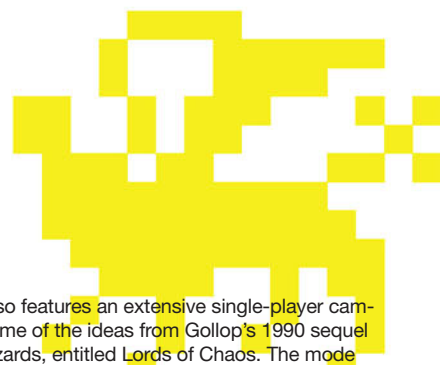 so features an extensive single-player cam-
me of the ideas from Gollop's 1990 sequel
zards, entitled Lords of Chaos. The mode